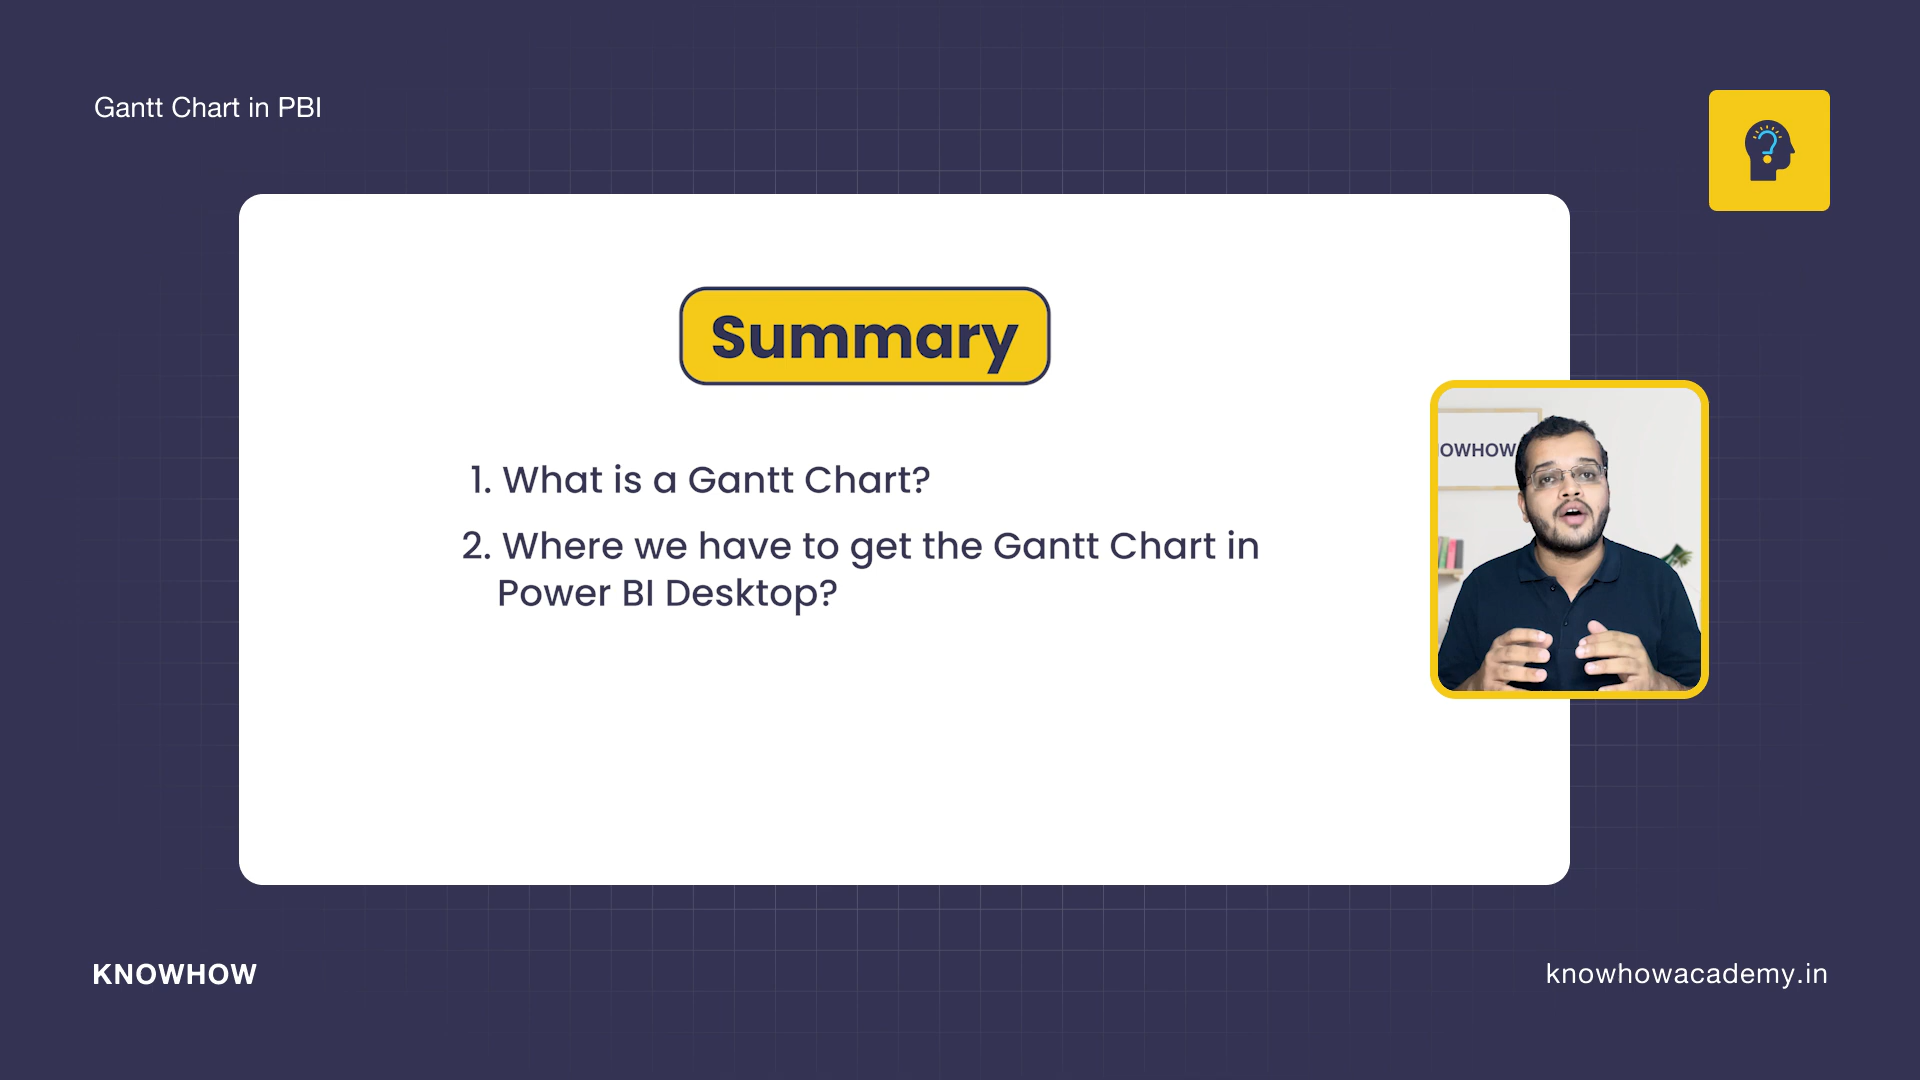 Gantt Chart in PBI
Summary
1. What is a Gantt Chart?
2. Where we have to get the Gantt Chart in
Power BI Desktop?
OWHOW
KNOWHOW
knowhowacademy.in